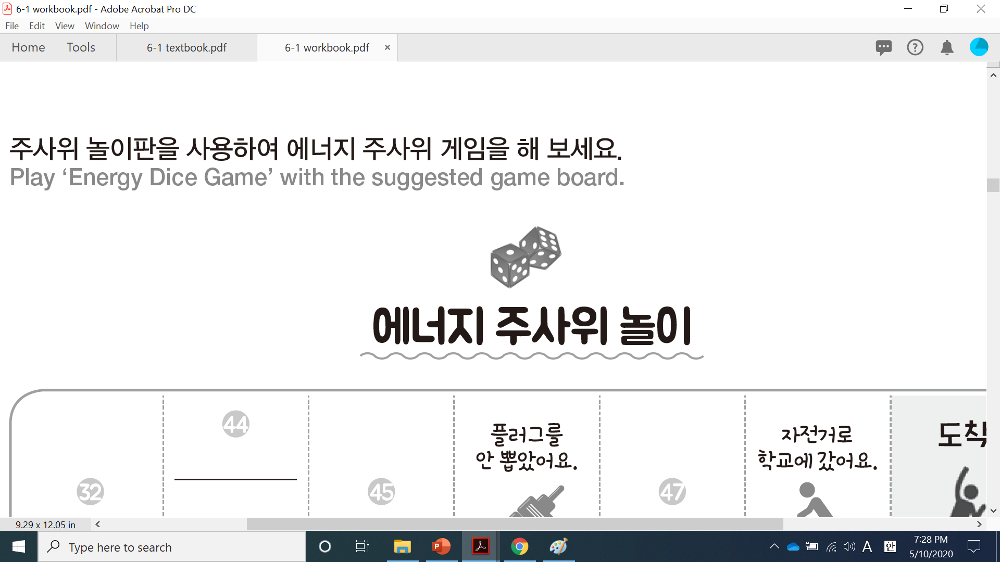 6-1 workbook.pdf - Adobe Acrobat Pro DC
File Edit View Window Help
Home Tools 6-1 textbook.pdf 6-1 workbook.pdf ×
주사위 놀이판을 사용하여 에너지 주사위 게임을 해 보세요.
Play ‘Energy Dice Game’ with the suggested game board.
에너지 주사위 놀이
44
플러그를
안 뽑았어요.
자전거로
학교에 갔어요.
도착
32
45
47
9.29 x 12.05 in
Type here to search
P
A
한
7:28 PM
5/10/2020